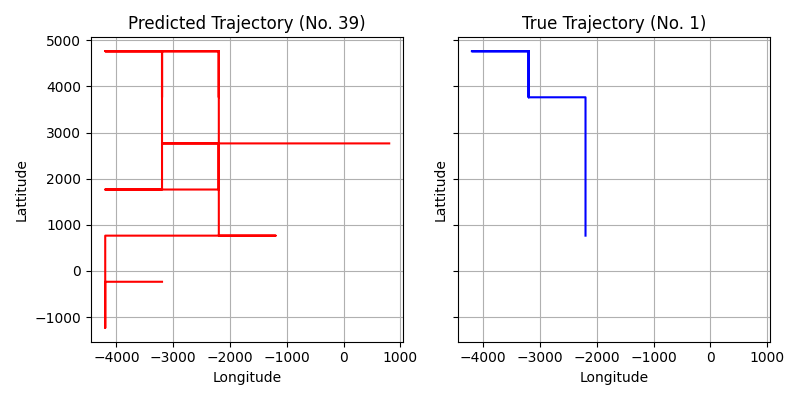 Predicted Trajectory (No. 39)
True Trajectory (No. 1)
5000
4000
3000
2000
1000
0
−1000
Lattitude
Lattitude
−4000 −3000 −2000 −1000 0 1000
−4000 −3000 −2000 −1000 0 1000
Longitude
Longitude